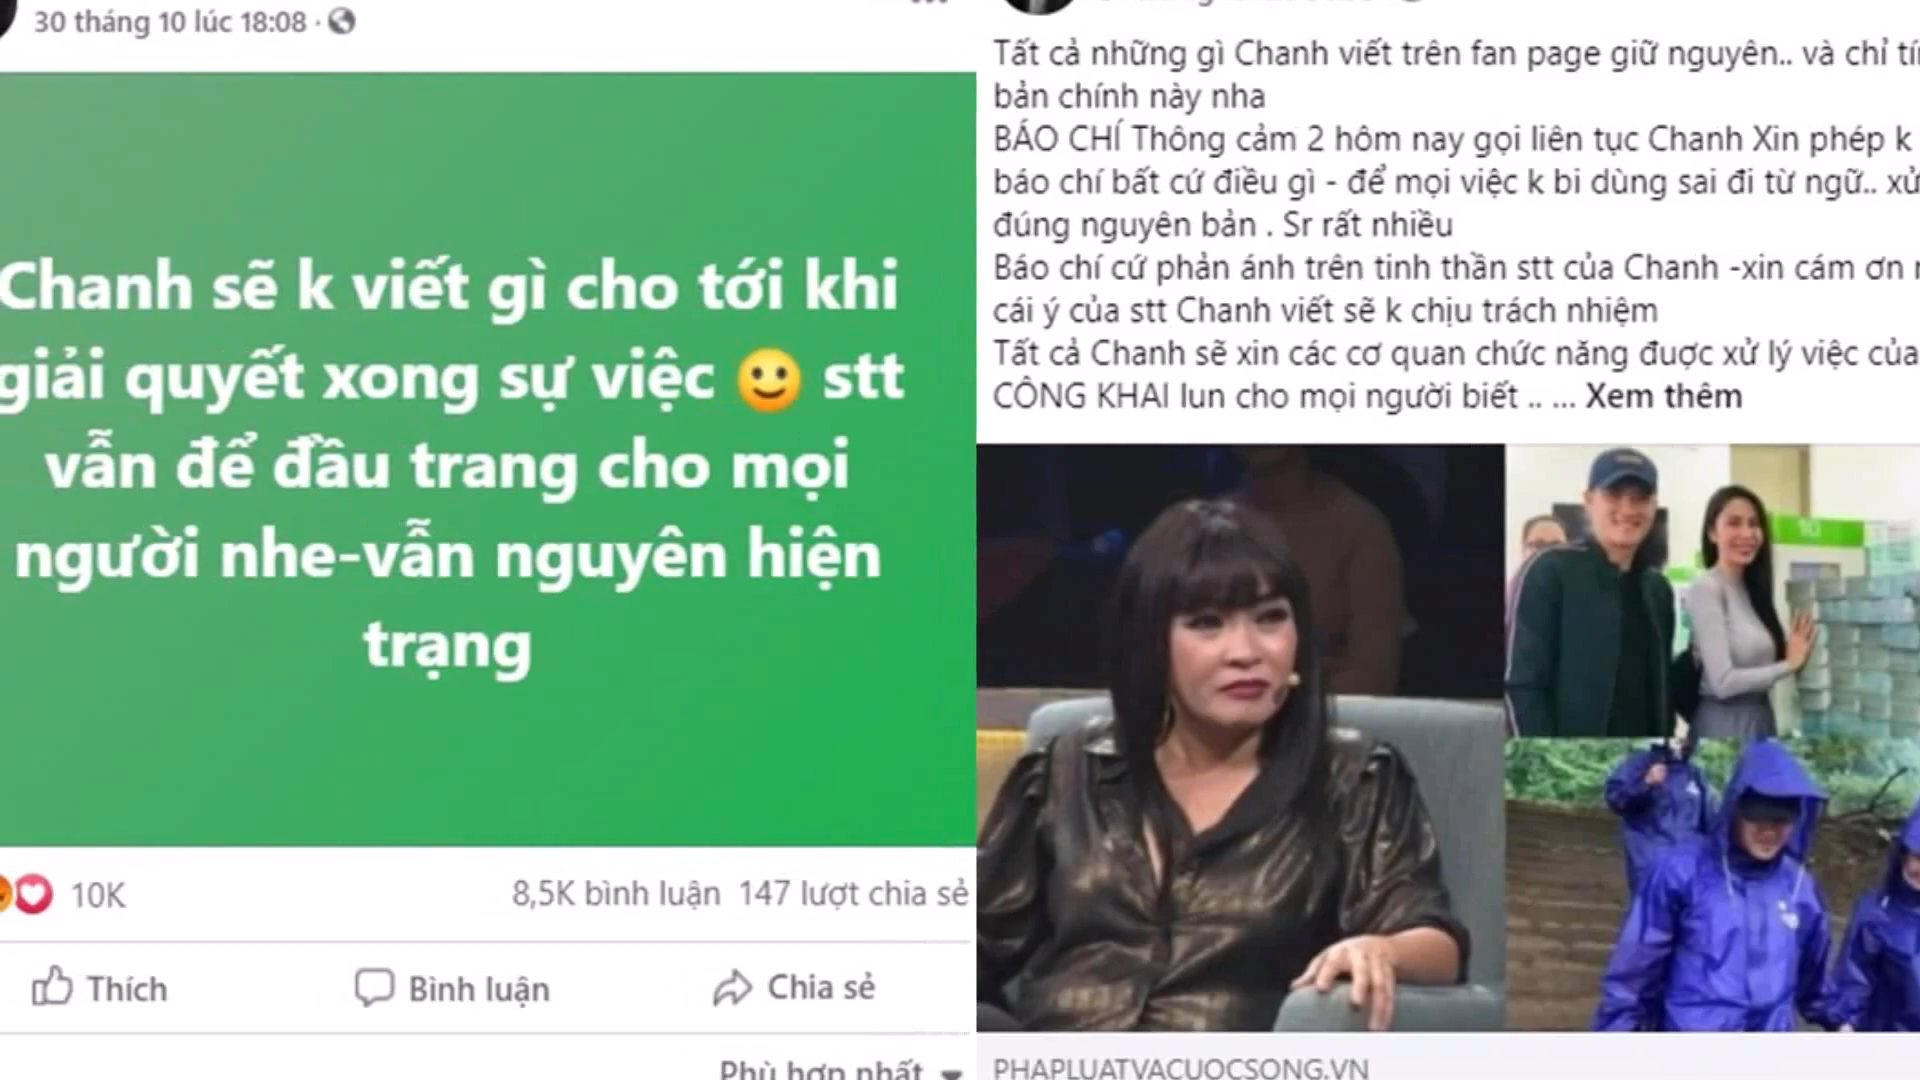 30 tháng 10 lúc 18:08 ·
Chanh sẽ k viết gì cho tới khi
giải quyết xong sự việc 🙂 stt
vẫn để đầu trang cho mọi
người nhe-vẫn nguyên hiện
trạng
10K
8,5K bình luận 147 lượt chia sẻ
Thích
Bình luận
Chia sẻ
Phù hợp nhất
Tất cả những gì Chanh viết trên fan page giữ nguyên.. và chỉ
bản chính này nha
BÁO CHÍ Thông cảm 2 hôm nay gọi liên tục Chanh Xin phép k
báo chí bất cứ điều gì - để mọi việc k bi dùng sai đi từ ngữ..
đúng nguyên bản . Sr rất nhiều
Báo chí cứ phản ánh trên tinh thần stt của Chanh -xin cám ơn
cái ý của stt Chanh viết sẽ k chịu trách nhiệm
Tất cả Chanh sẽ xin các cơ quan chức năng đuợc xử lý việc của
CÔNG KHAI lun cho mọi người biết .. ... Xem thêm
10
PHAPLUATVACUOCSONG.VN